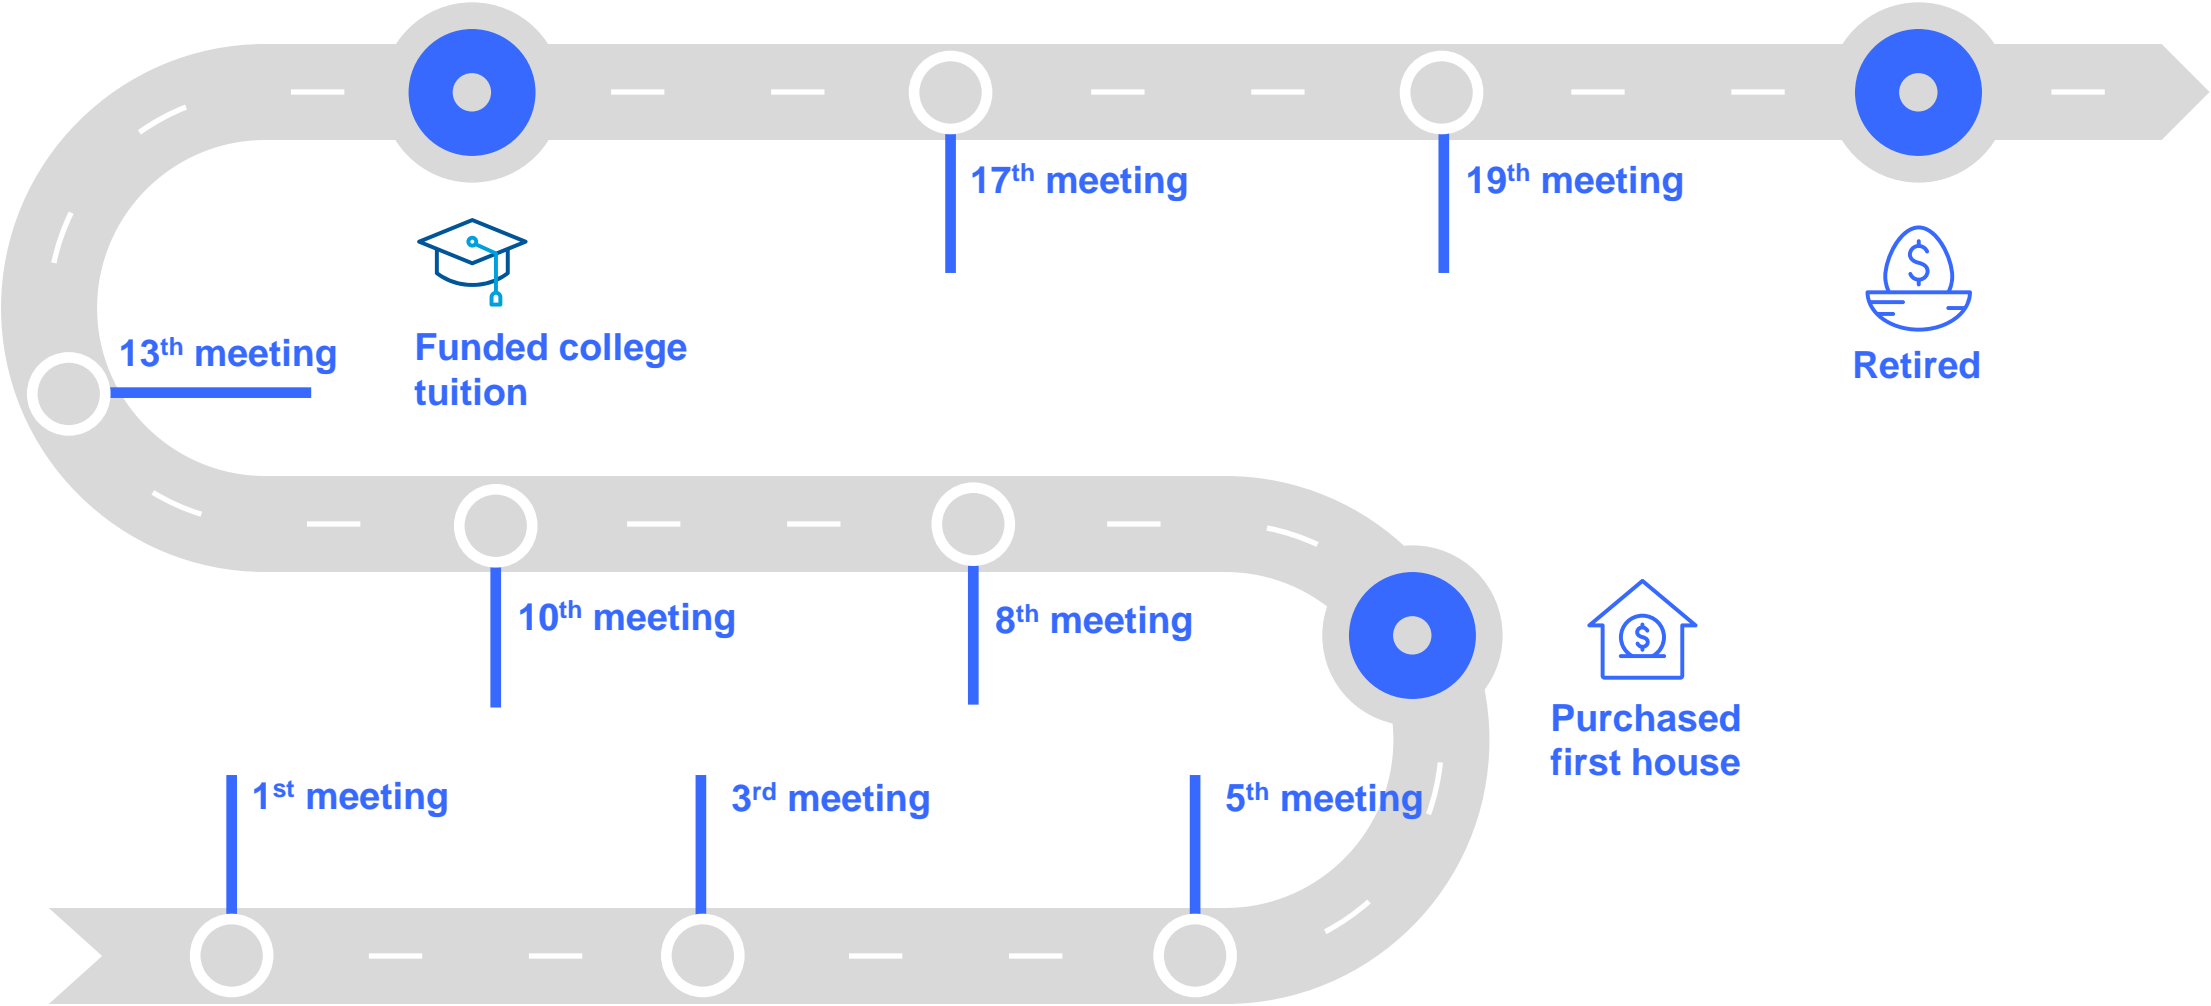 17th meeting
19th meeting
13th meeting
Funded college
tuition
Retired
10th meeting
8th meeting
Purchased
first house
1st meeting
3rd meeting
5th meeting
$
$